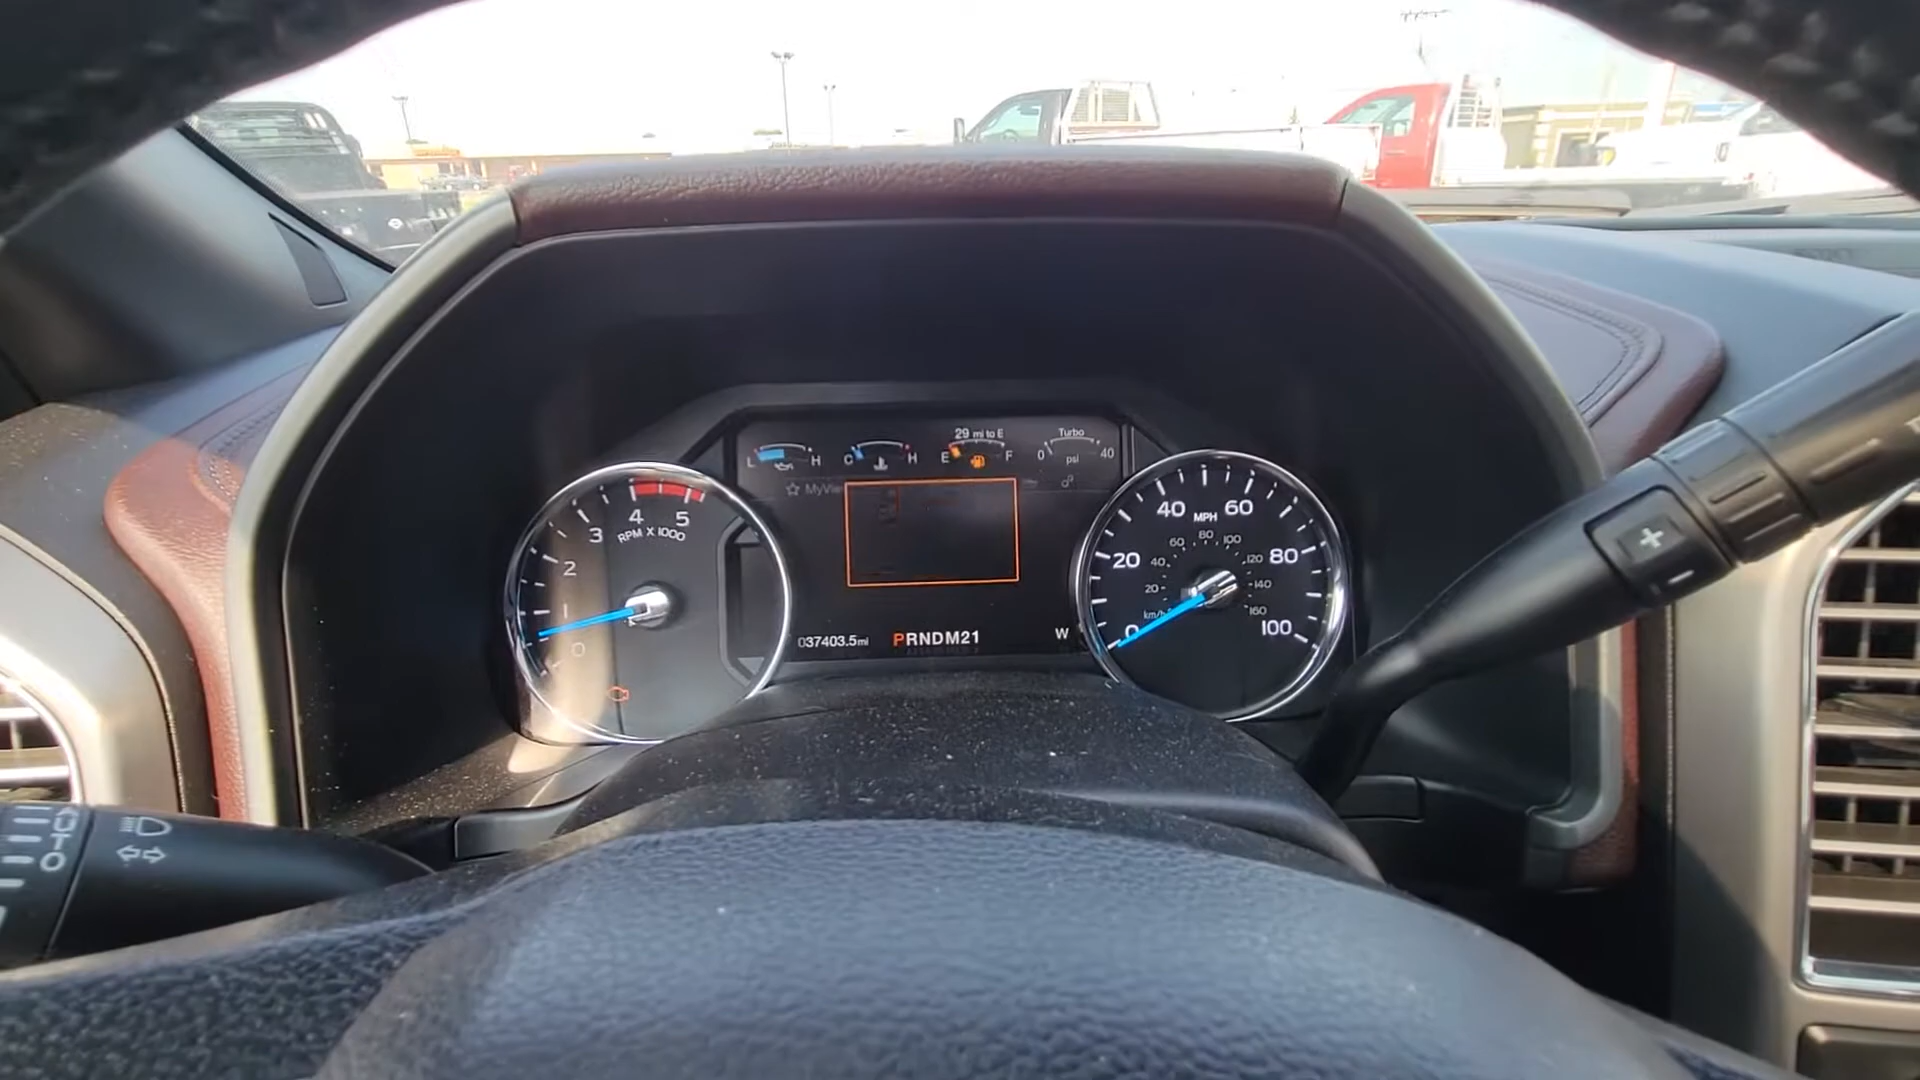 29 mi to E
Turbo
L H
C H
E F
0 psi 40
MyVie
4 5
3
RPM X 1000
2
1
0
40 MPH 60
60 80 100
20 40 120 80
20 140
km/h 160
0 100
037403.5mi
PRNDM21
W
+
-
AUTO